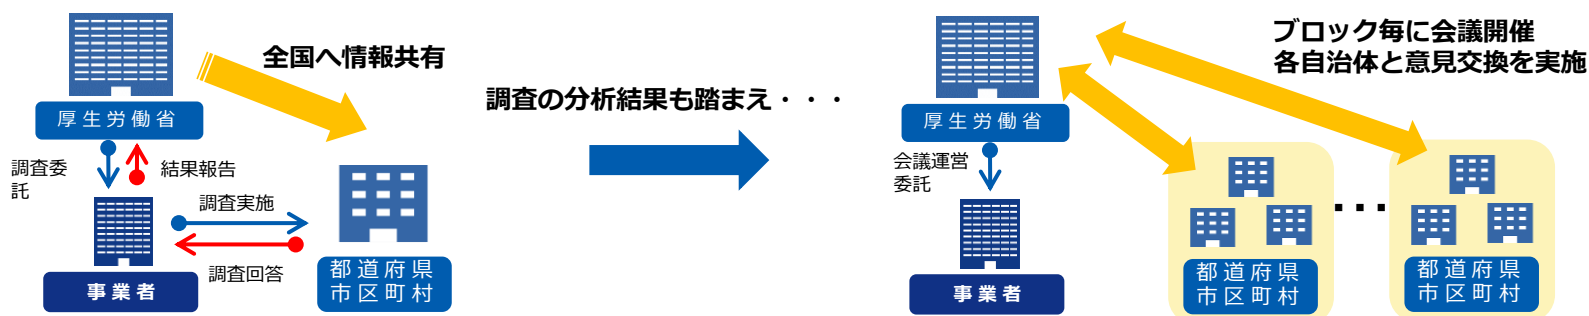 全国へ情報共有
厚生労働省
調査委
託
結果報告
調査実施
調査回答
事業者
都道府県
市区町村
調査の分析結果も踏まえ・・・
ブロック毎に会議開催
各自治体と意見交換を実施
厚生労働省
会議運営
委託
事業者
都道府県
市区町村
・・・
都道府県
市区町村